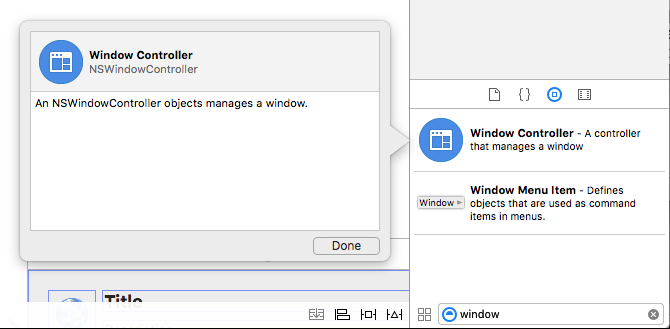 Window Controller
NSWindowController
An NSWindowController objects manages a window.
Done
Title
Window Controller - A controller
that manages a window
Window
Window Menu Item - Defines
objects that are used as command
items in menus.
window